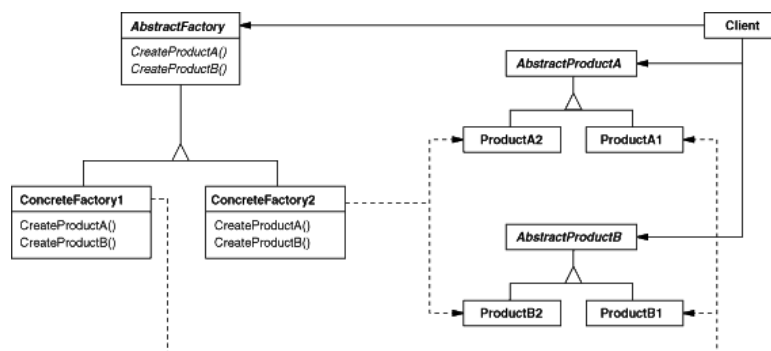 AbstractFactory
CreateProductA()
CreateProductB()
Client
AbstractProductA
ProductA2
ProductA1
ConcreteFactory1
CreateProductA()
CreateProductB()
ConcreteFactory2
CreateProductA()
CreateProductB()
AbstractProductB
ProductB2
ProductB1